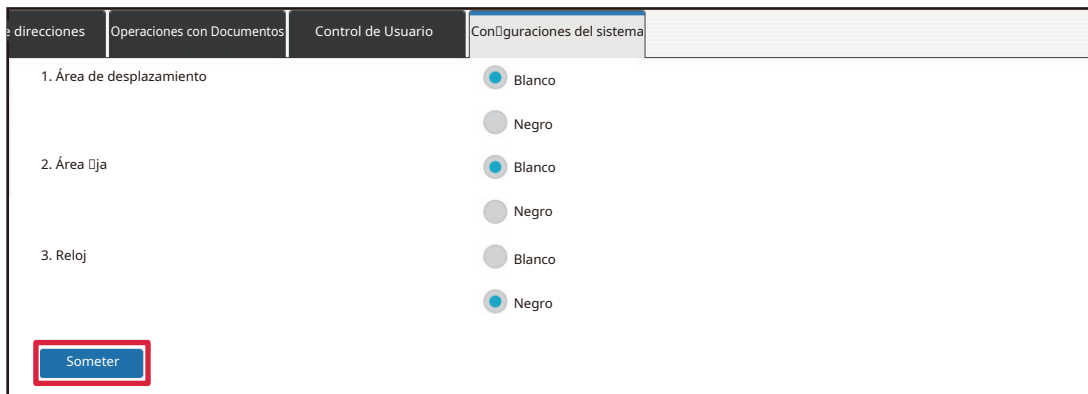 e direcciones Operaciones con Documentos Control de Usuario Con▯guraciones del sistema
1. Área de desplazamiento
Blanco
Negro
2. Área ▯ja
Blanco
Negro
3. Reloj
Blanco
Negro
Someter